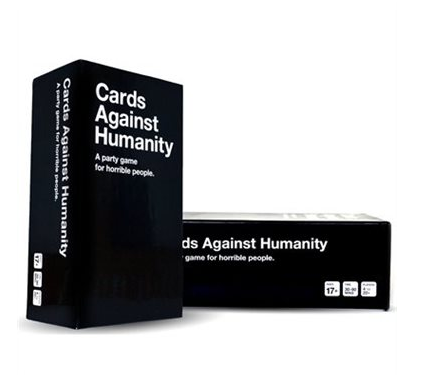 Cards
Against
Humanity
A party game
for horrible people.
Cards Against Humanity
A party game for horrible people.
17+
ds Against Humanity
game for horrible people.
17+